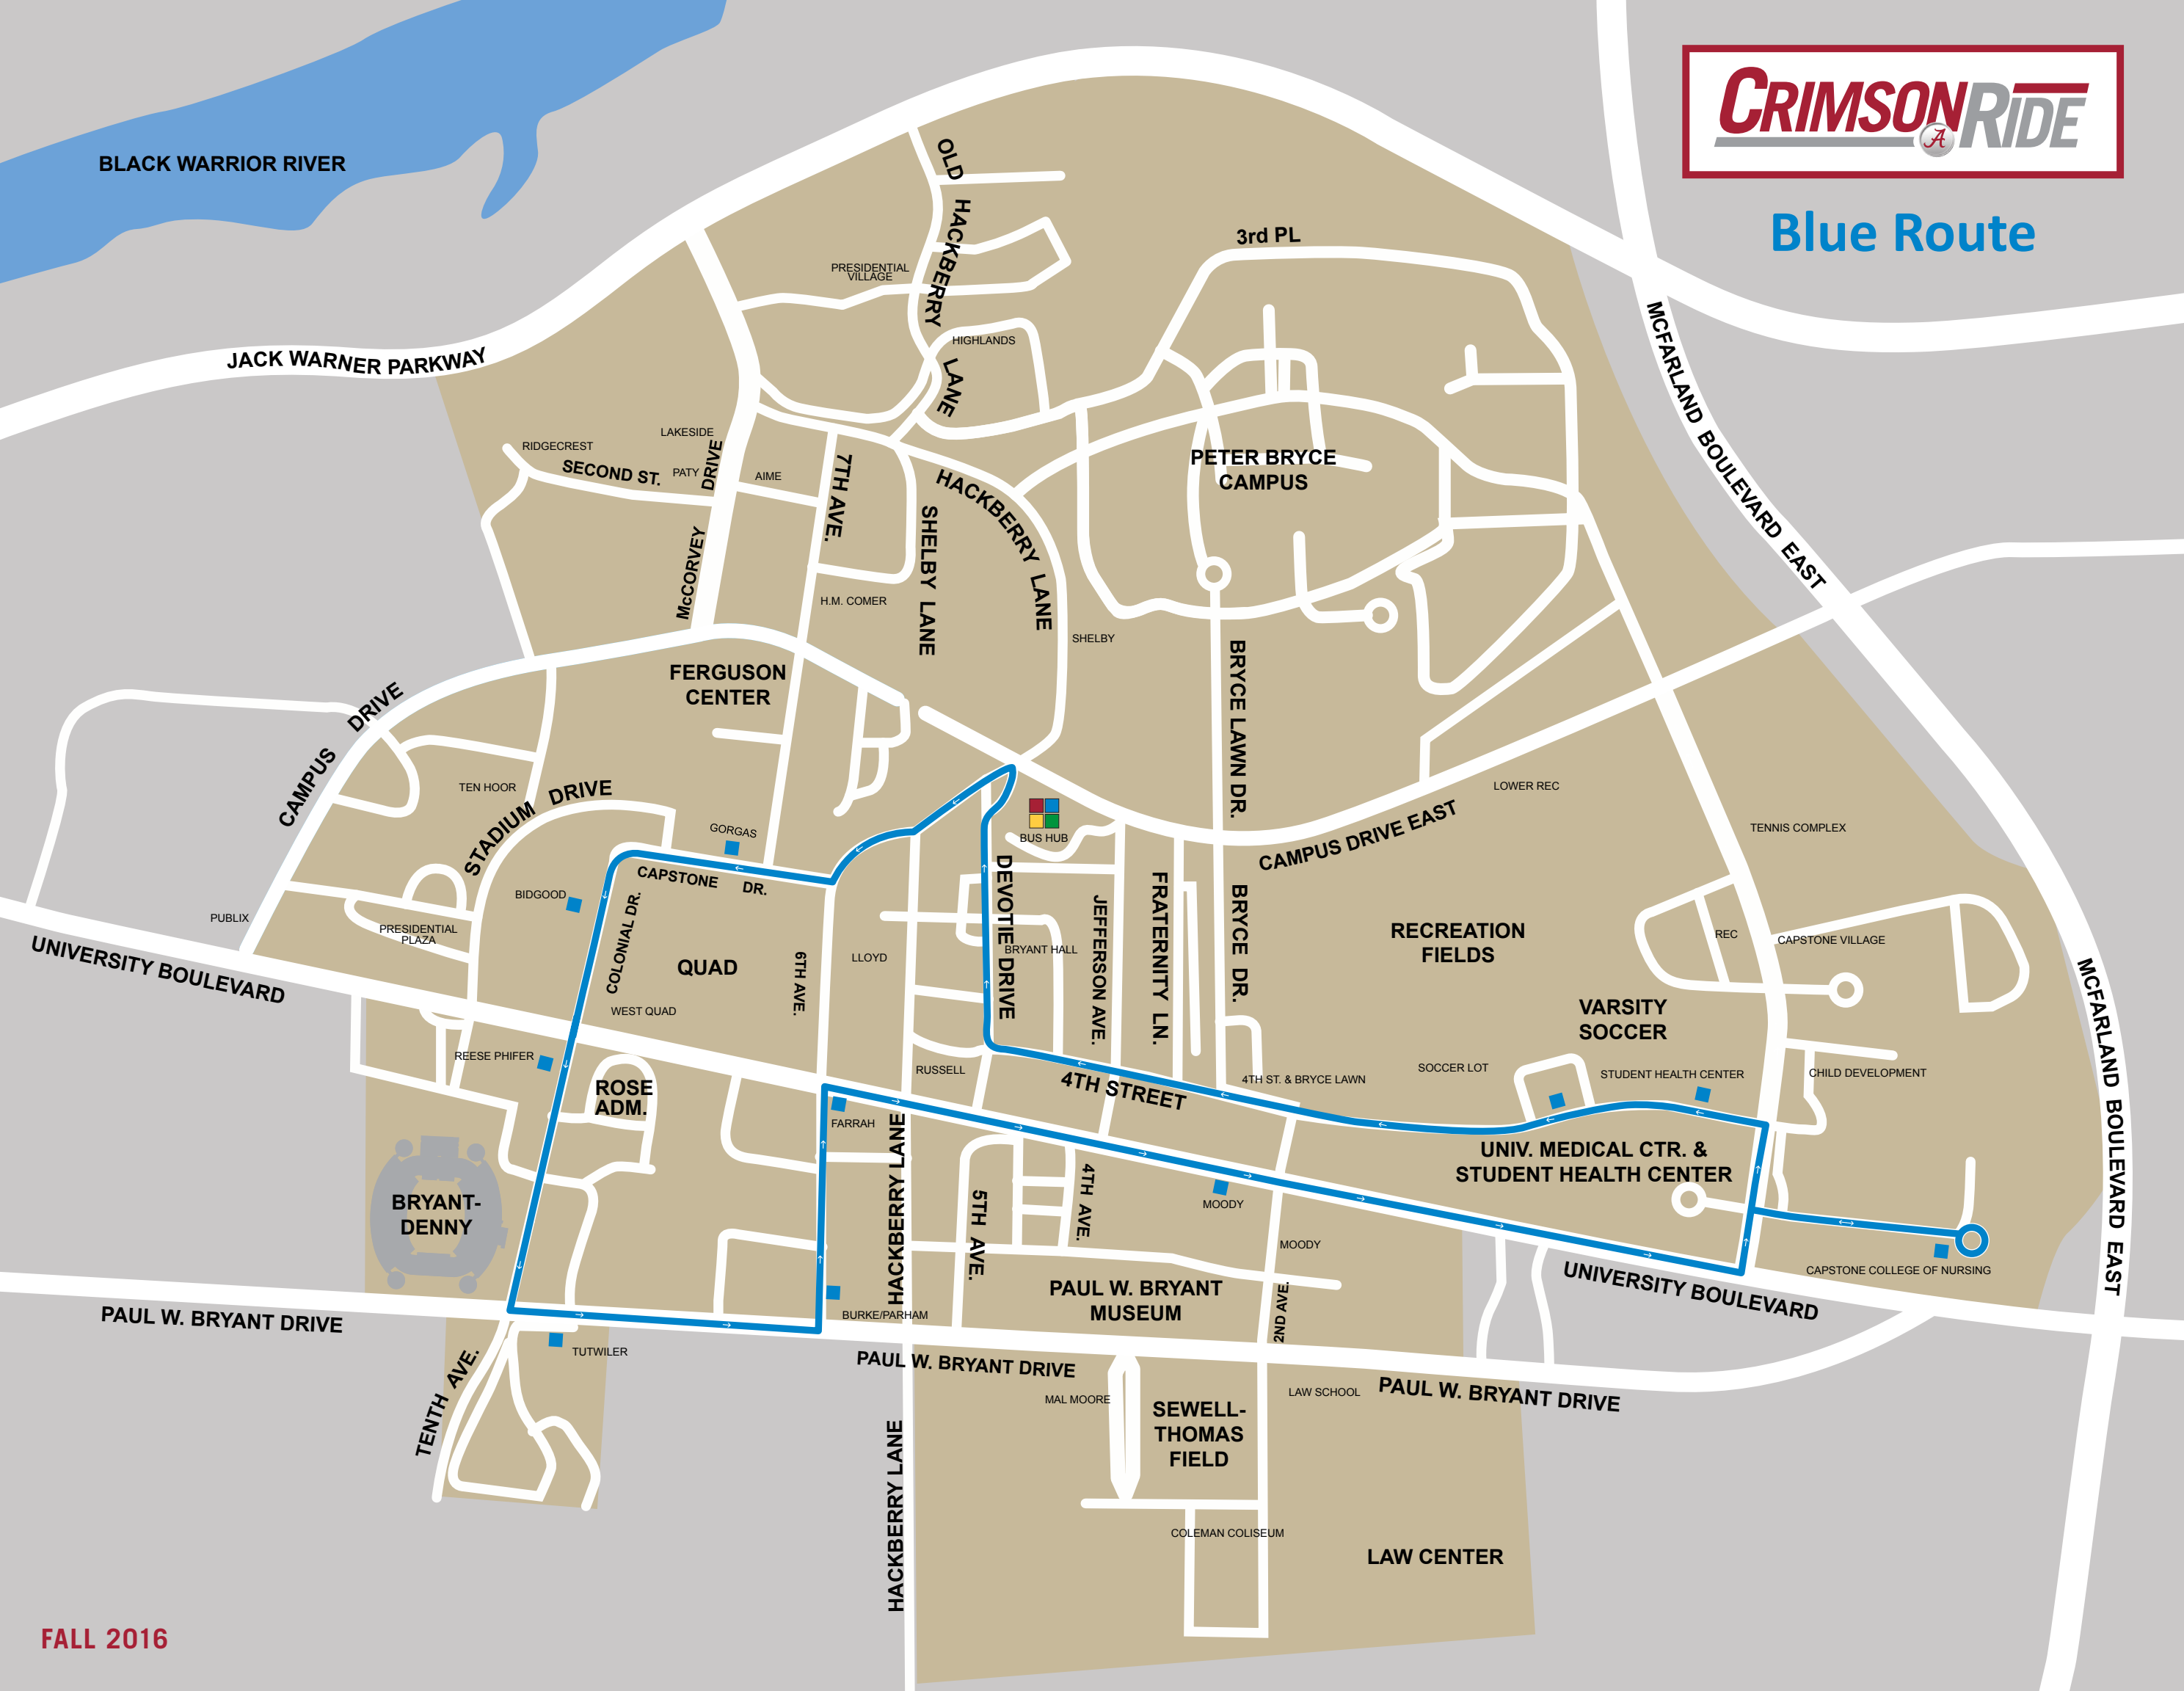 CRIMSONRIDE
A
Blue Route
BLACK WARRIOR RIVER
OLD HACKBERRY LANE
3rd PL
PRESIDENTIAL
VILLAGE
HIGHLANDS
JACK WARNER PARKWAY
MCFARLAND BOULEVARD EAST
LAKESIDE
RIDGECREST
SECOND ST.
PATY
McCORVEY DRIVE
AIME
7TH AVE.
HACKBERRY LANE
PETER BRYCE
CAMPUS
SHELBY LANE
H.M. COMER
SHELBY
FERGUSON
CENTER
BRYCE LAWN DR.
CAMPUS DRIVE
TEN HOOR
STADIUM DRIVE
GORGAS
BUS HUB
LOWER REC
CAMPUS DRIVE EAST
TENNIS COMPLEX
CAPSTONE DR.
BIDGOOD
COLONIAL DR.
PUBLIX
PRESIDENTIAL
PLAZA
UNIVERSITY BOULEVARD
QUAD
WEST QUAD
6TH AVE.
LLOYD
DEVOTIE DRIVE
BRYANT HALL
JEFFERSON AVE.
FRATERNITY LN.
BRYCE DR.
RECREATION
FIELDS
REC
CAPSTONE VILLAGE
VARSITY
SOCCER
MCFARLAND BOULEVARD EAST
REESE PHIFER
ROSE
ADM.
RUSSELL
4TH STREET
4TH ST. & BRYCE LAWN
SOCCER LOT
STUDENT HEALTH CENTER
CHILD DEVELOPMENT
FARRAH
HACKBERRY LANE
UNIV. MEDICAL CTR. &
STUDENT HEALTH CENTER
BRYANT-
DENNY
5TH AVE.
4TH AVE.
MOODY
MOODY
CAPSTONE COLLEGE OF NURSING
UNIVERSITY BOULEVARD
PAUL W. BRYANT
MUSEUM
2ND AVE.
BURKE/PARHAM
PAUL W. BRYANT DRIVE
TUTWILER
PAUL W. BRYANT DRIVE
PAUL W. BRYANT DRIVE
TENTH AVE.
MAL MOORE
LAW SCHOOL
SEWELL-
THOMAS
FIELD
HACKBERRY LANE
COLEMAN COLISEUM
LAW CENTER
FALL 2016